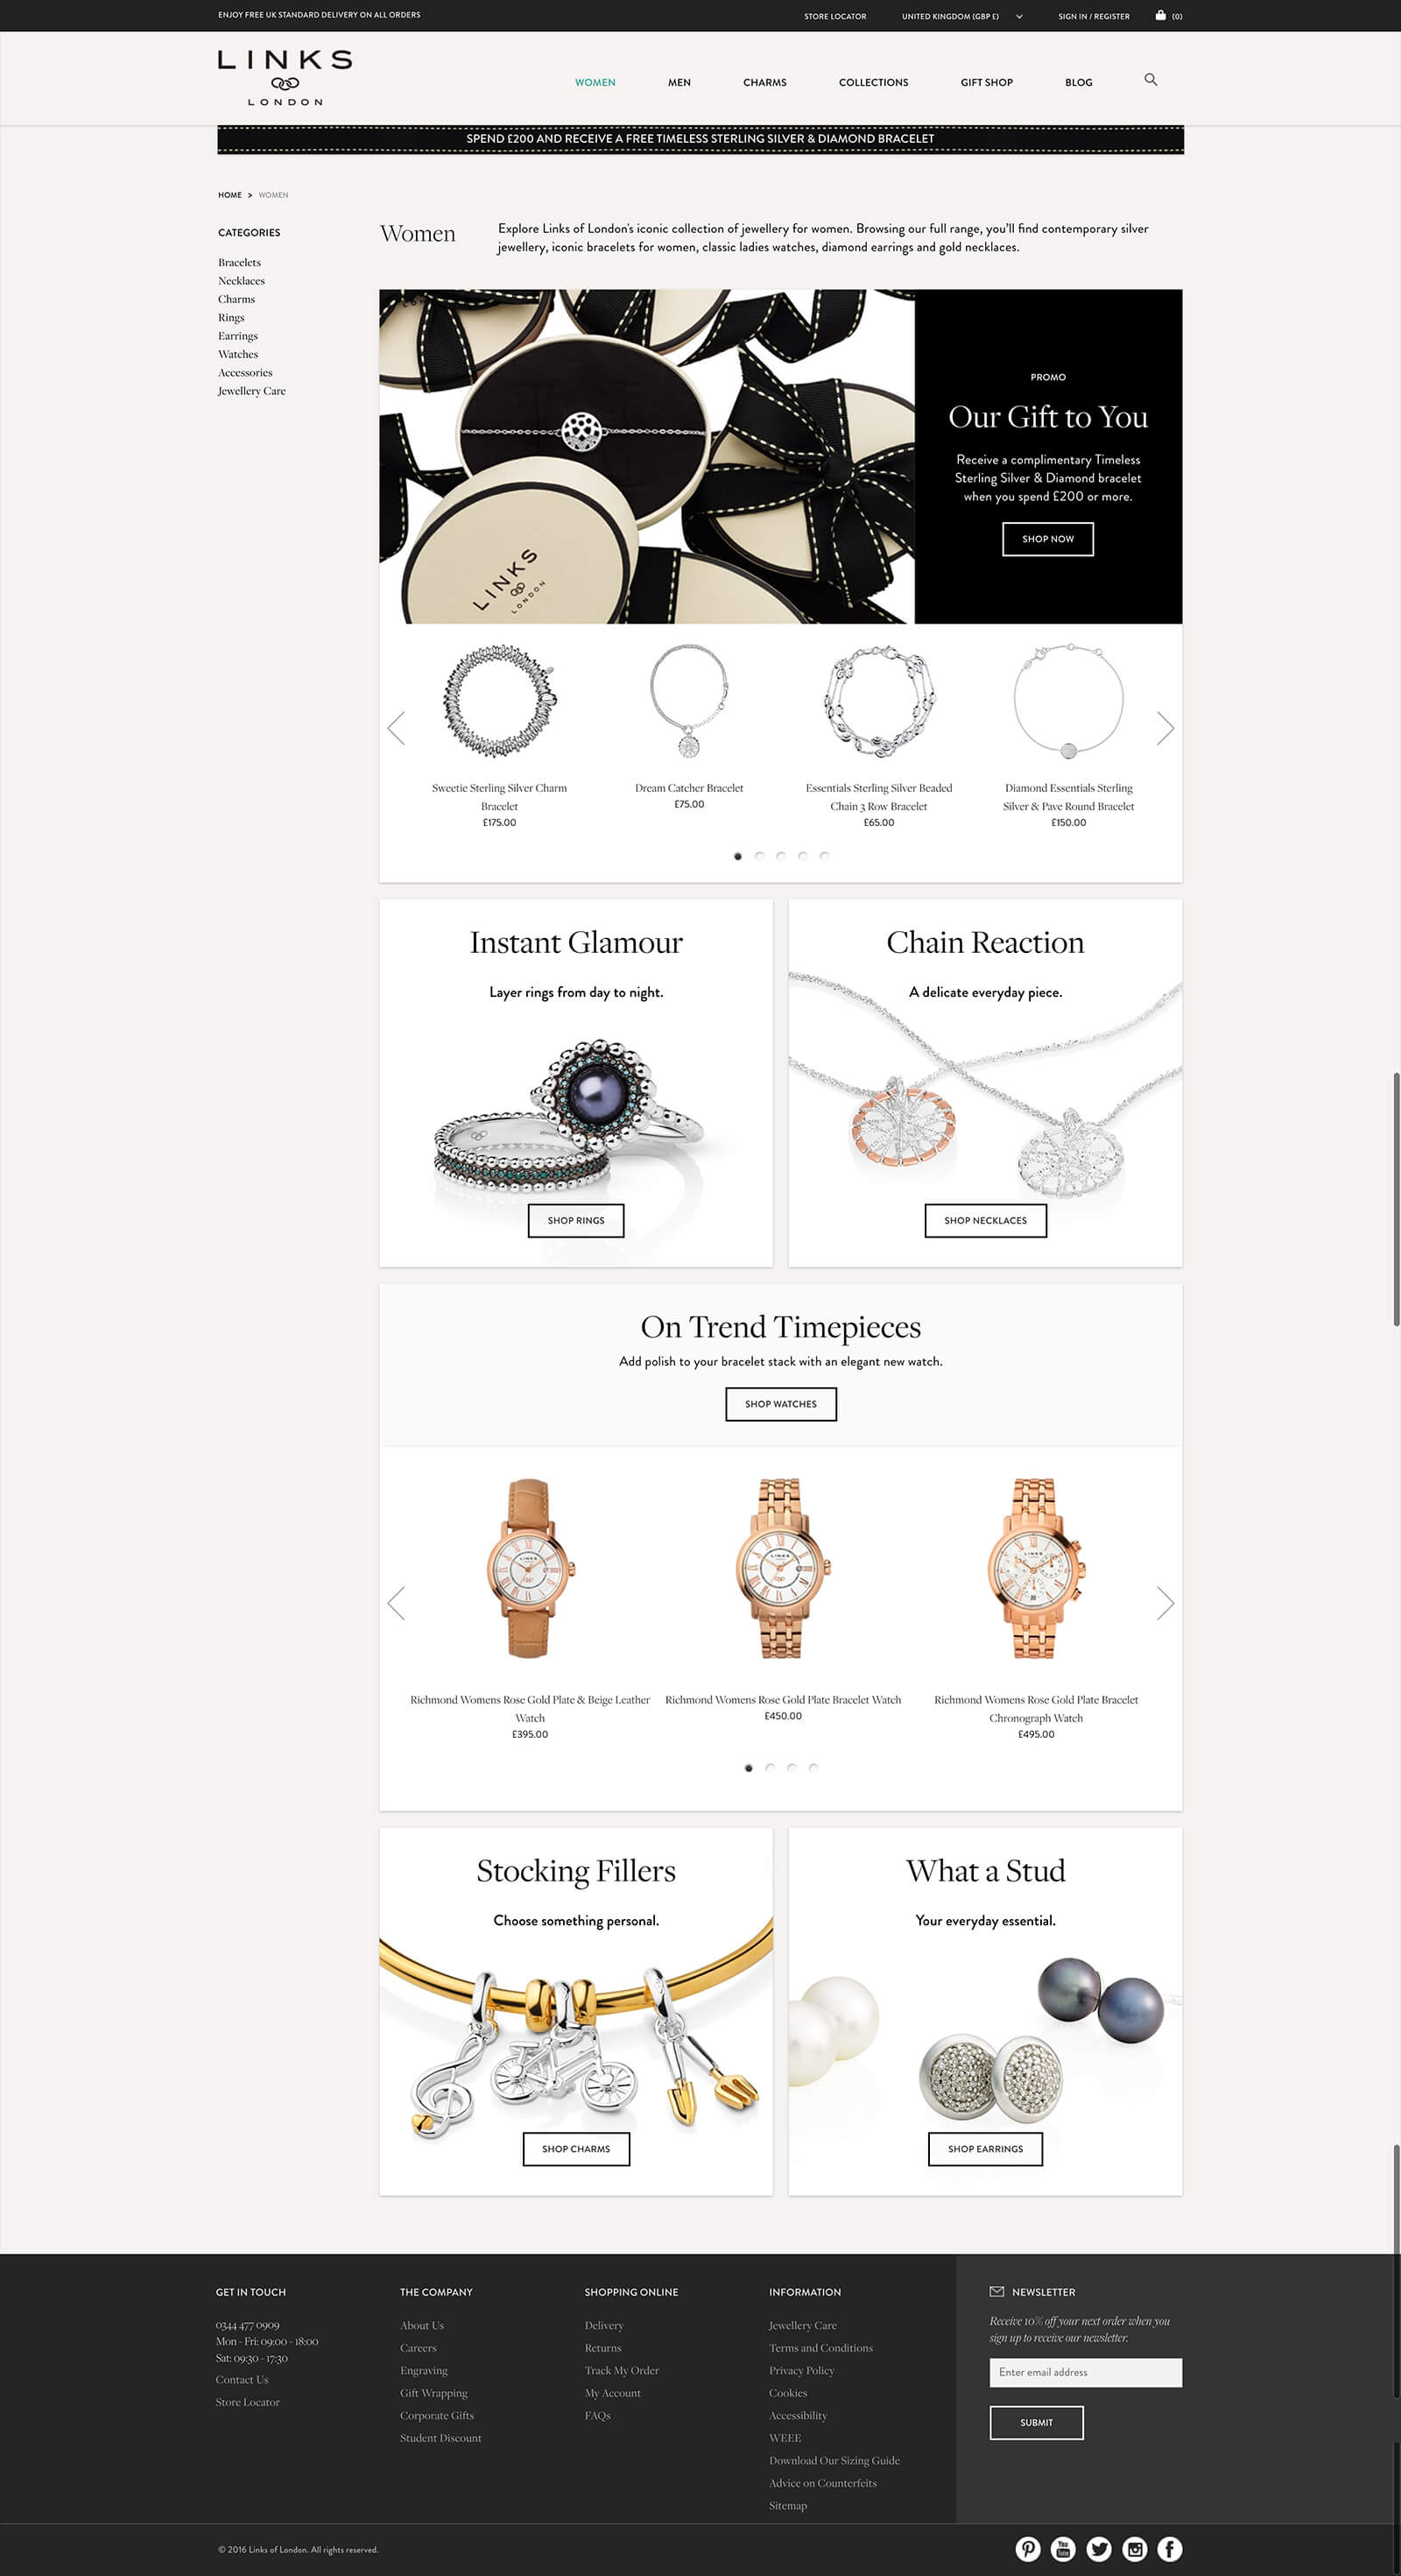 ENJOY FREE UK STANDARD DELIVERY ON ALL ORDERS
STORE LOCATOR
UNITED KINGDOM (GBP £)
SIGN IN / REGISTER
(0)
LINKS
LONDON
WOMEN
MEN
CHARMS
COLLECTIONS
GIFT SHOP
BLOG
SPEND £200 AND RECEIVE A FREE TIMELESS STERLING SILVER & DIAMOND BRACELET
HOME > WOMEN
CATEGORIES
Bracelets
Necklaces
Charms
Rings
Earrings
Watches
Accessories
Jewellery Care
Women
Explore Links of London's iconic collection of jewellery for women. Browsing our full range, you'll find contemporary silver
jewellery, iconic bracelets for women, classic ladies watches, diamond earrings and gold necklaces.
LINKS
LONDON
PROMO
Our Gift to You
Receive a complimentary Timeless
Sterling Silver & Diamond bracelet
when you spend £200 or more.
SHOP NOW
Sweetie Sterling Silver Charm
Bracelet
£175.00
Dream Catcher Bracelet
£75.00
Essentials Sterling Silver Beaded
Chain 3 Row Bracelet
£65.00
Diamond Essentials Sterling
Silver & Pave Round Bracelet
£150.00
Instant Glamour
Layer rings from day to night.
SHOP RINGS
Chain Reaction
A delicate everyday piece.
SHOP NECKLACES
On Trend Timepieces
Add polish to your bracelet stack with an elegant new watch.
SHOP WATCHES
LINKS
LINKS
LINKS
Richmond Womens Rose Gold Plate & Beige Leather
Watch
£395.00
Richmond Womens Rose Gold Plate Bracelet Watch
£450.00
Richmond Womens Rose Gold Plate Bracelet
Chronograph Watch
£495.00
Stocking Fillers
Choose something personal.
SHOP CHARMS
What a Stud
Your everyday essential.
SHOP EARRINGS
GET IN TOUCH
0344 477 0909
Mon - Fri: 09:00 - 18:00
Sat: 09:30 - 17:30
Contact Us
Store Locator
THE COMPANY
About Us
Careers
Engraving
Gift Wrapping
Corporate Gifts
Student Discount
SHOPPING ONLINE
Delivery
Returns
Track My Order
My Account
FAQs
INFORMATION
Jewellery Care
Terms and Conditions
Privacy Policy
Cookies
Accessibility
WEEE
Download Our Sizing Guide
Advice on Counterfeits
Sitemap
NEWSLETTER
Receive 10% off your next order when you
sign up to receive our newsletter.
Enter email address
SUBMIT
© 2016 Links of London. All rights reserved.
You
Tube